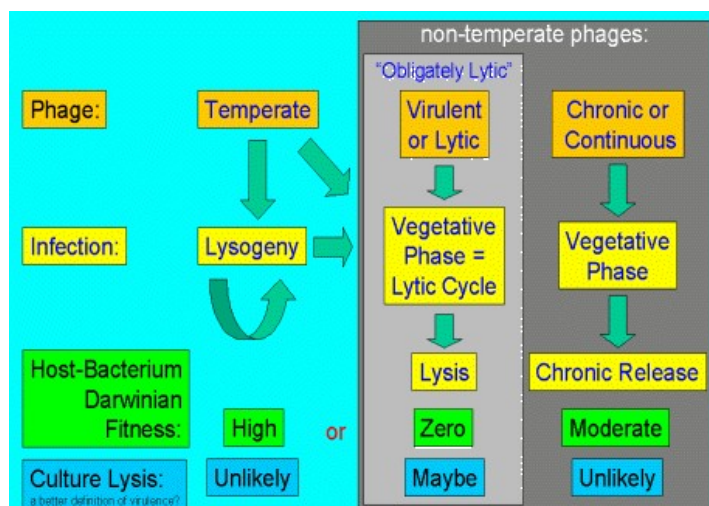 non-temperate phages:
"Obligately Lytic"
Phage:
Temperate
Virulent
or Lytic
Chronic or
Continuous
Infection:
Lysogeny
Vegetative
Phase =
Lytic Cycle
Vegetative
Phase
Lysis
Chronic Release
Host-Bacterium
Darwinian
Fitness:
High
or
Zero
Moderate
Culture Lysis:
a better definition of virulence?
Unlikely
Maybe
Unlikely